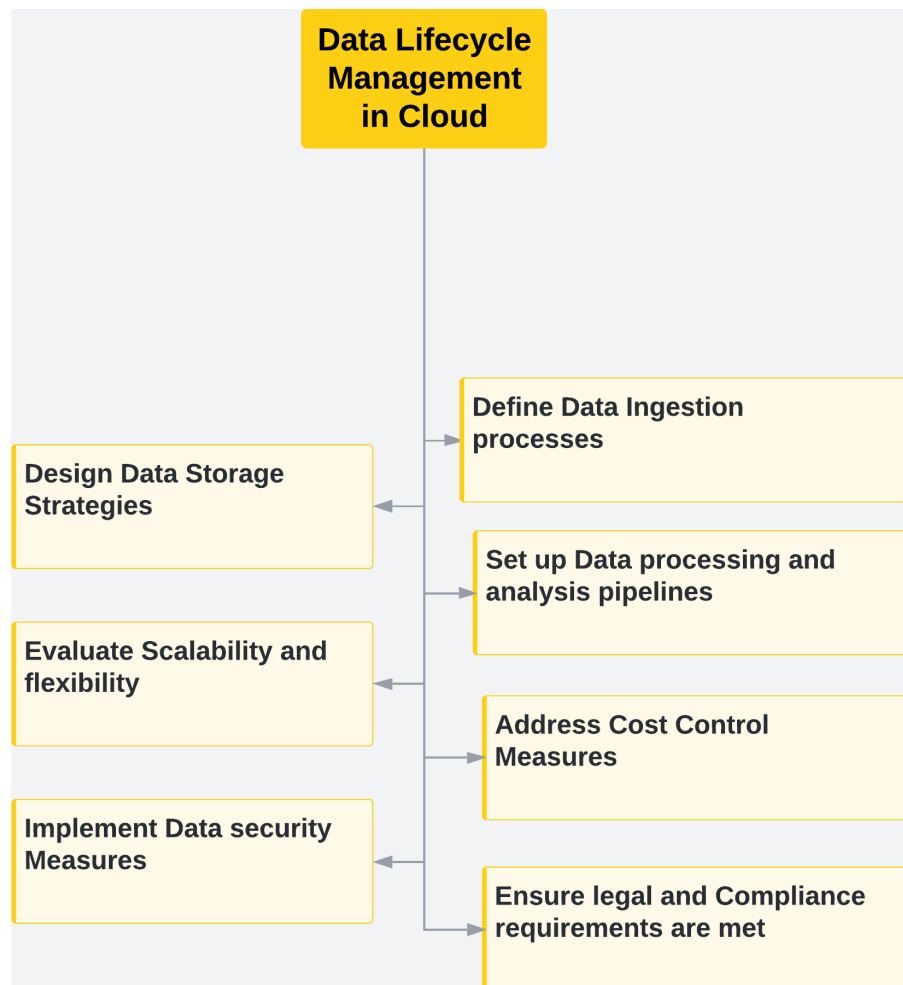 Data Lifecycle
Management
in Cloud
Define Data Ingestion
processes
Design Data Storage
Strategies
Set up Data processing and
analysis pipelines
Evaluate Scalability and
flexibility
Address Cost Control
Measures
Implement Data security
Measures
Ensure legal and Compliance
requirements are met